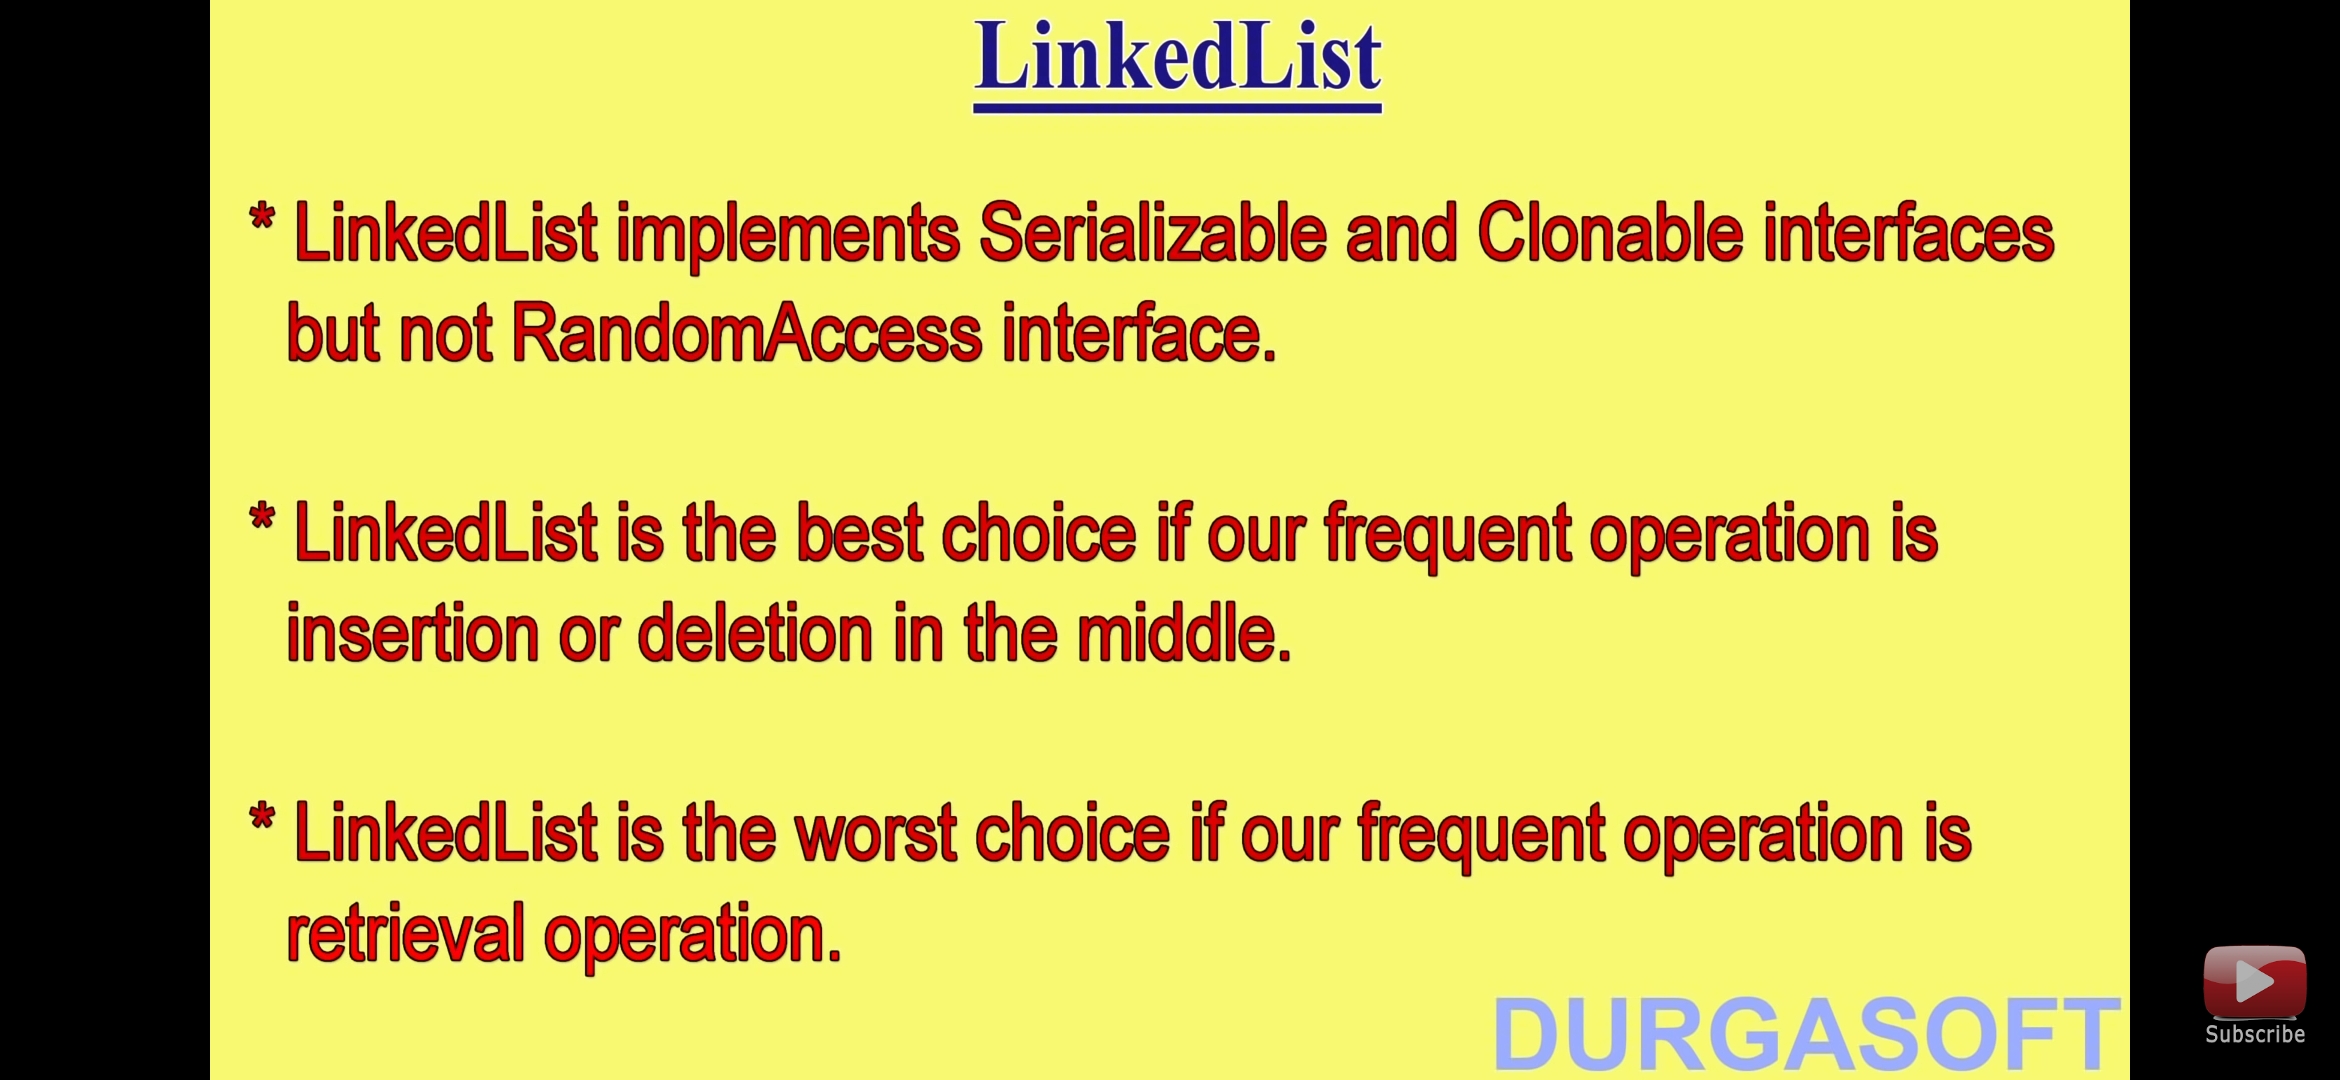 LinkedList
* LinkedList implements Serializable and Clonable interfaces
but not RandomAccess interface.
* LinkedList is the best choice if our frequent operation is
insertion or deletion in the middle.
* LinkedList is the worst choice if our frequent operation is
retrieval operation.
DURGASOFT
Subscribe